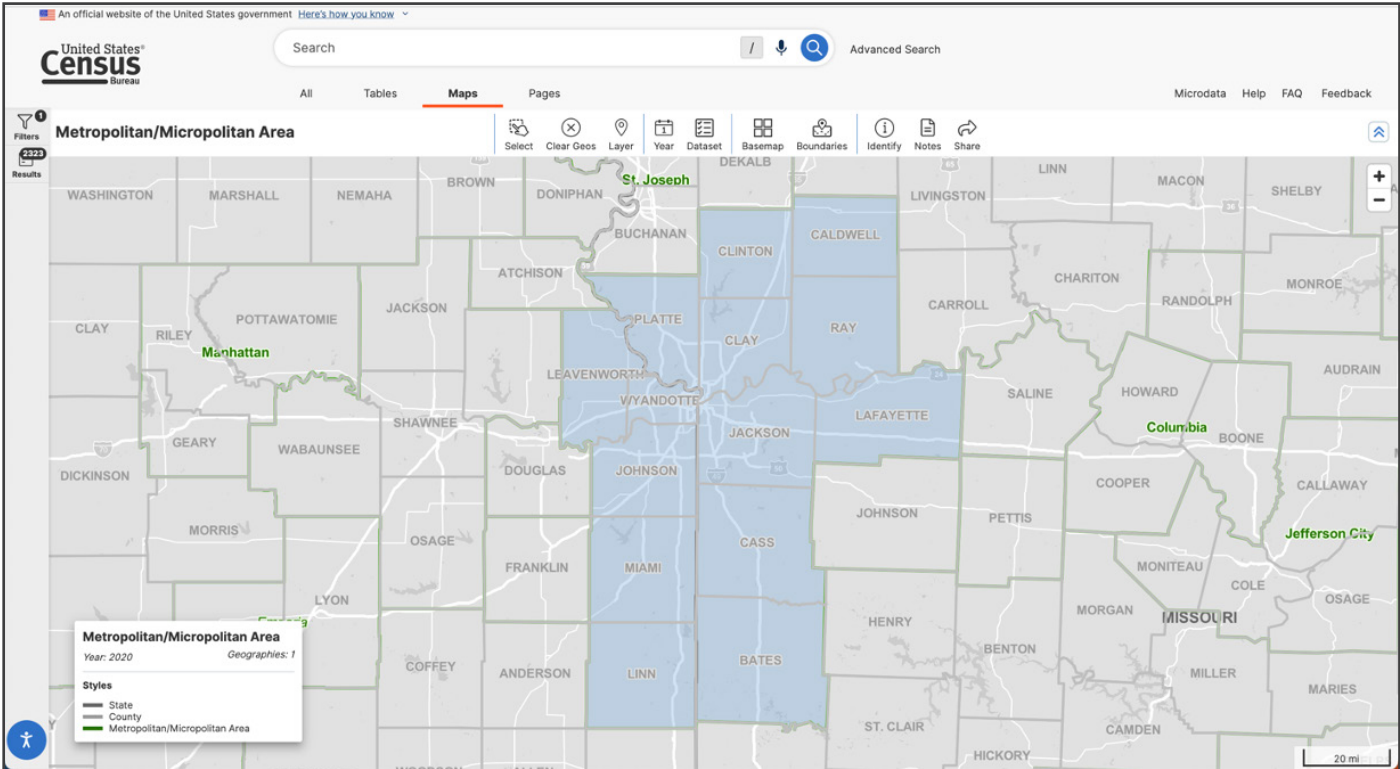 An official website of the United States government Here's how you know
United States®
Census
Bureau
Search
/
Advanced Search
All Tables Maps Pages
Microdata Help FAQ Feedback
1
Filters
2323
Results
Metropolitan/Micropolitan Area
Select Clear Geos Layer Year Dataset Basemap Boundaries Identify Notes Share
+
−
DEKALB
LINN
St. Joseph
BROWN
MACON
WASHINGTON MARSHALL NEMAHA DONIPHAN LIVINGSTON SHELBY
BUCHANAN CALDWELL
CLINTON
ATCHISON CHARITON
MONROE
JACKSON CARROLL RANDOLPH
POTTAWATOMIE PLATTE
CLAY RILEY CLAY RAY
Manhattan
LEAVENWORTH AUDRAIN
WYANDOTTE SALINE HOWARD
LAFAYETTE
SHAWNEE JACKSON Columbia
GEARY BOONE
WABAUNSEE
DICKINSON DOUGLAS JOHNSON
COOPER CALLAWAY
JOHNSON PETTIS
MORRIS
OSAGE CASS Jefferson City
FRANKLIN MIAMI MONITEAU
COLE
LYON OSAGE
MORGAN
HENRY MISSOURI
Emporia
BENTON
COFFEY ANDERSON LINN BATES MILLER
MARIES
ST. CLAIR CAMDEN
HICKORY
WOODSON ALLEN
Metropolitan/Micropolitan Area
Year: 2020 Geographies: 1
Styles
State
County
Metropolitan/Micropolitan Area
20 mi